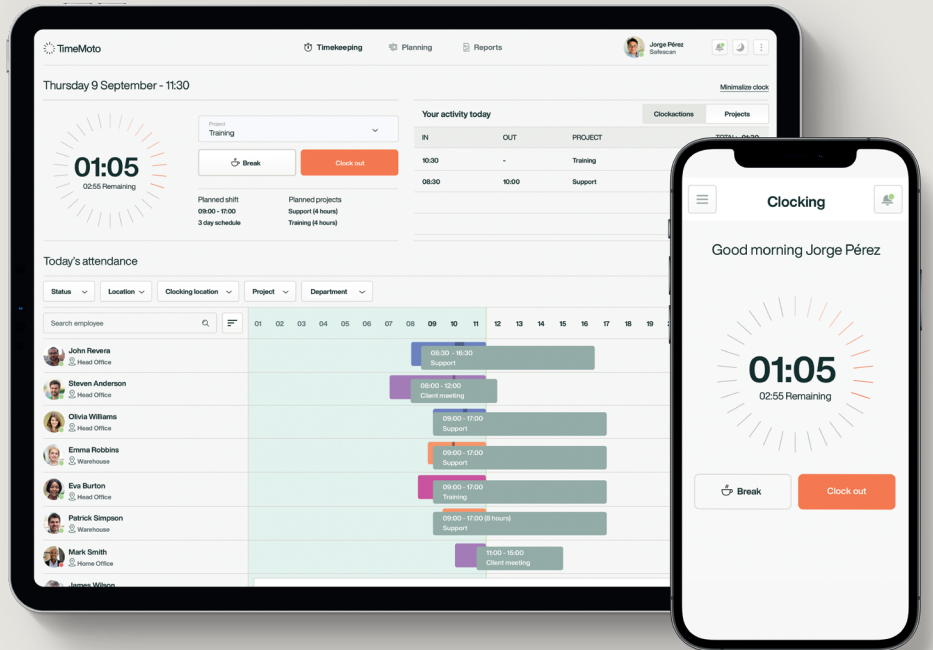 TimeMoto
Timekeeping
Planning
Reports
Jorge Pérez
Safescan
Thursday 9 September - 11:30
Minimalize clock
01:05
02:55 Remaining
Project
Training
Break
Clock out
Planned shift
Planned projects
09:00 - 17:00
Support (4 hours)
3 day schedule
Training (4 hours)
Your activity today
Clockactions
Projects
IN OUT PROJECT TOTAL: 01:30
10:30 - Training
08:30 10:00 Support
Today's attendance
Status
Location
Clocking location
Project
Department
Search employee
01 02 03 04 05 06 07 08 09 10 11 12 13 14 15 16 17 18 19
John Revera
Head Office
08:30 - 16:30
Support
Steven Anderson
Head Office
08:00 - 12:00
Client meeting
Olivia Williams
Head Office
09:00 - 17:00
Support
Emma Robbins
Warehouse
09:00 - 17:00
Support
Eva Burton
Head Office
09:00 - 17:00
Training
Patrick Simpson
Warehouse
09:00 - 17:00 (8 hours)
Support
Mark Smith
Home Office
11:00 - 15:00
Client meeting
James Wilson
Clocking
Good morning Jorge Pérez
01:05
02:55 Remaining
Break
Clock out